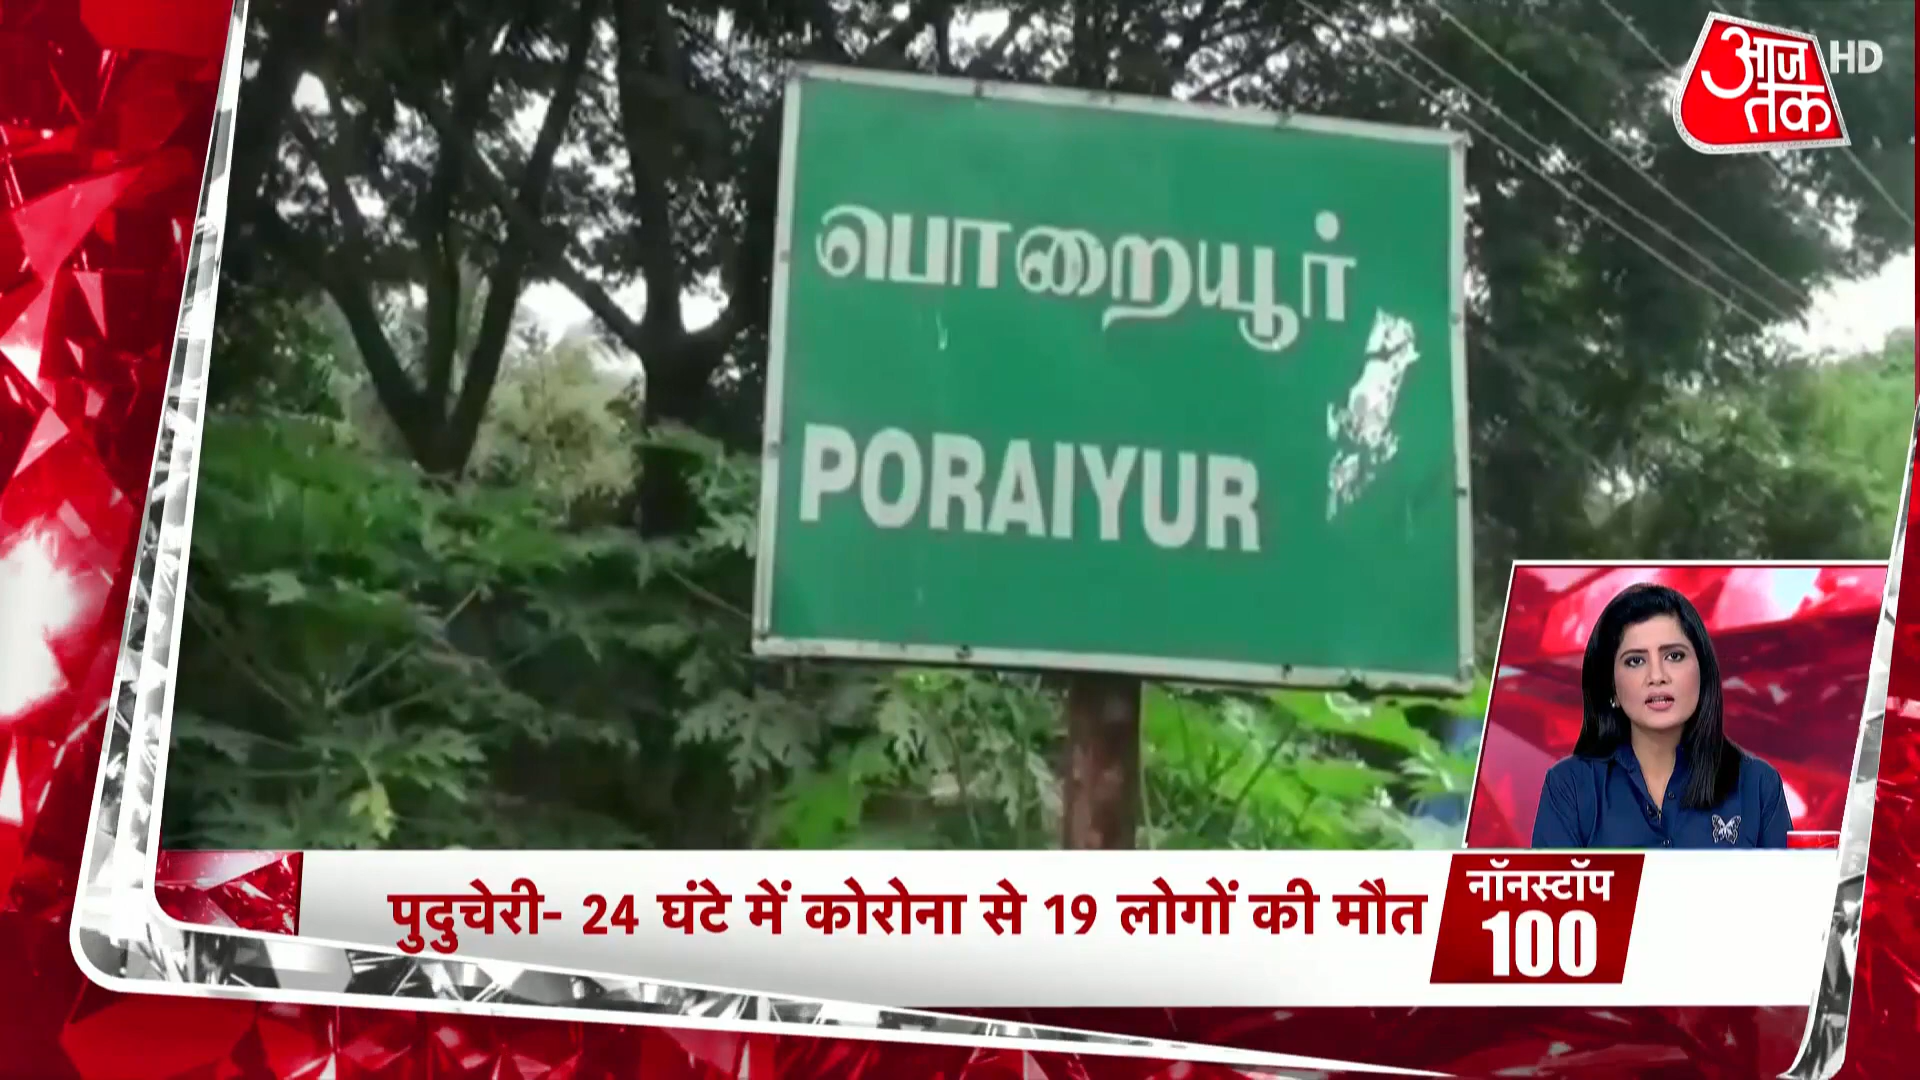 आज तक HD
பொறையூர்
PORAIYUR
पुदुचेरी- 24 घंटे में कोरोना से 19 लोगों की मौत
नॉनस्टॉप
100